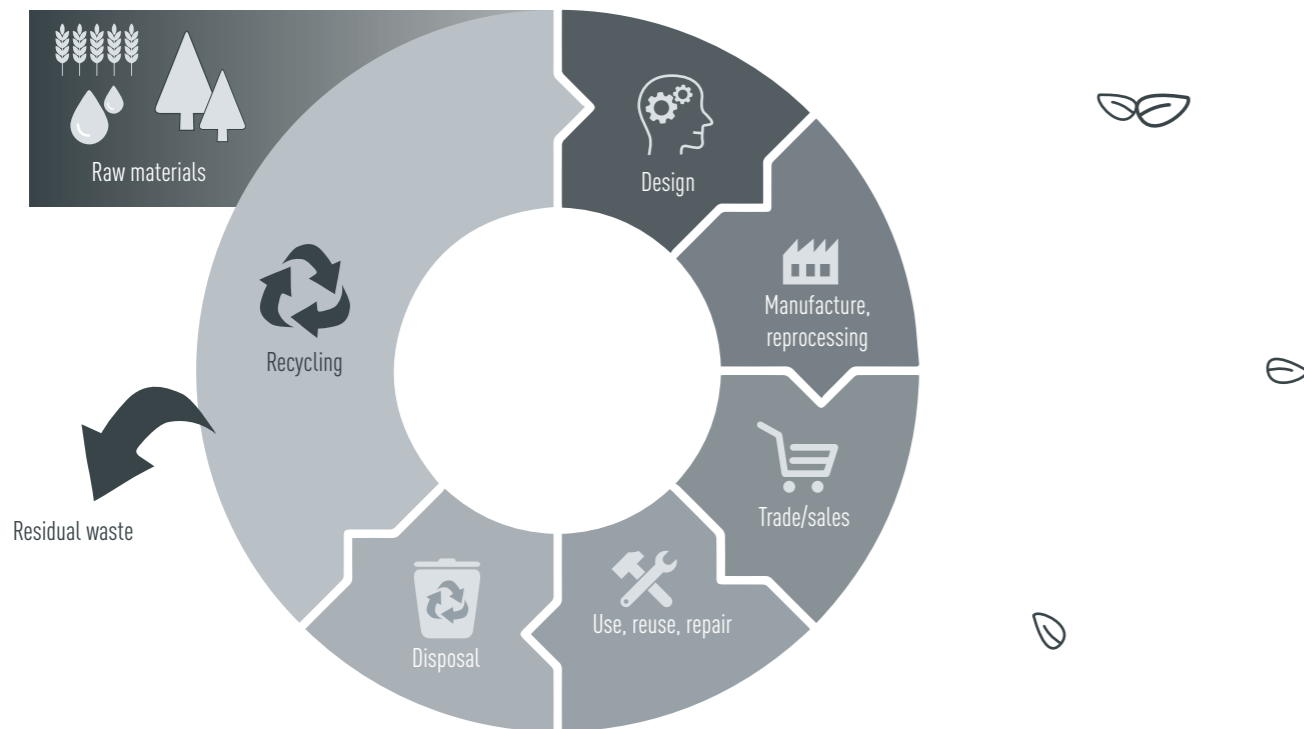 Raw materials
Design
Manufacture,
reprocessing
Recycling
Trade/sales
Residual waste
Use, reuse, repair
Disposal